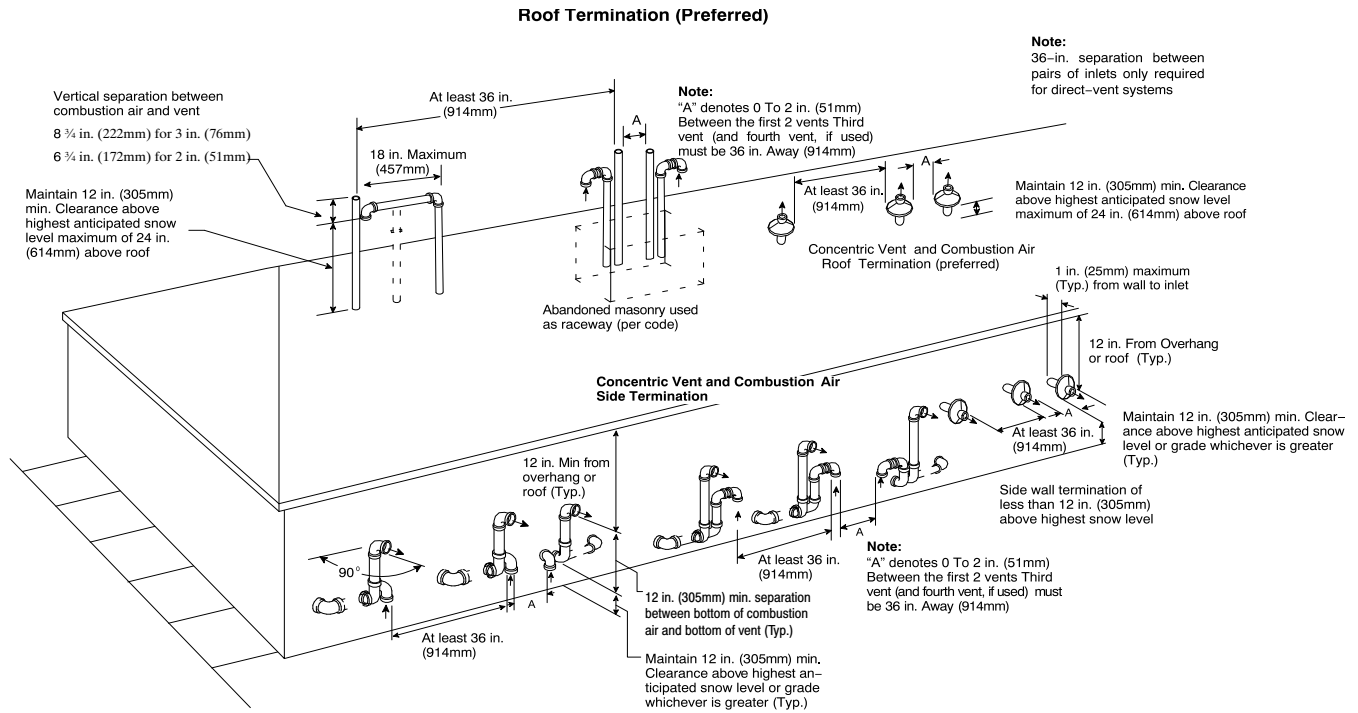 Roof Termination (Preferred)
Note:
36–in. separation between
pairs of inlets only required
for direct–vent systems
Vertical separation between
combustion air and vent
8 ¾ in. (222mm) for 3 in. (76mm)
6 ¾ in. (172mm) for 2 in. (51mm)
At least 36 in.
(914mm)
A
Note:
“A” denotes 0 To 2 in. (51mm)
Between the first 2 vents Third
vent (and fourth vent, if used)
must be 36 in. Away (914mm)
18 in. Maximum
(457mm)
Maintain 12 in. (305mm)
min. Clearance above
highest anticipated snow
level maximum of 24 in.
(614mm) above roof
A
At least 36 in.
(914mm)
Maintain 12 in. (305mm) min. Clearance
above highest anticipated snow level
maximum of 24 in. (614mm) above roof
Concentric Vent and Combustion Air
Roof Termination (preferred)
Abandoned masonry used
as raceway (per code)
1 in. (25mm) maximum
(Typ.) from wall to inlet
12 in. From Overhang
or roof (Typ.)
Concentric Vent and Combustion Air
Side Termination
A
At least 36 in.
(914mm)
Maintain 12 in. (305mm) min. Clear–
ance above highest anticipated snow
level or grade whichever is greater
(Typ.)
12 in. Min from
overhang or
roof (Typ.)
Side wall termination of
less than 12 in. (305mm)
above highest snow level
A
At least 36 in.
(914mm)
Note:
“A” denotes 0 To 2 in. (51mm)
Between the first 2 vents Third
vent (and fourth vent, if used) must
be 36 in. Away (914mm)
90°
A
At least 36 in.
(914mm)
12 in. (305mm) min. separation
between bottom of combustion
air and bottom of vent (Typ.)
Maintain 12 in. (305mm) min.
Clearance above highest an–
ticipated snow level or grade
whichever is greater (Typ.)